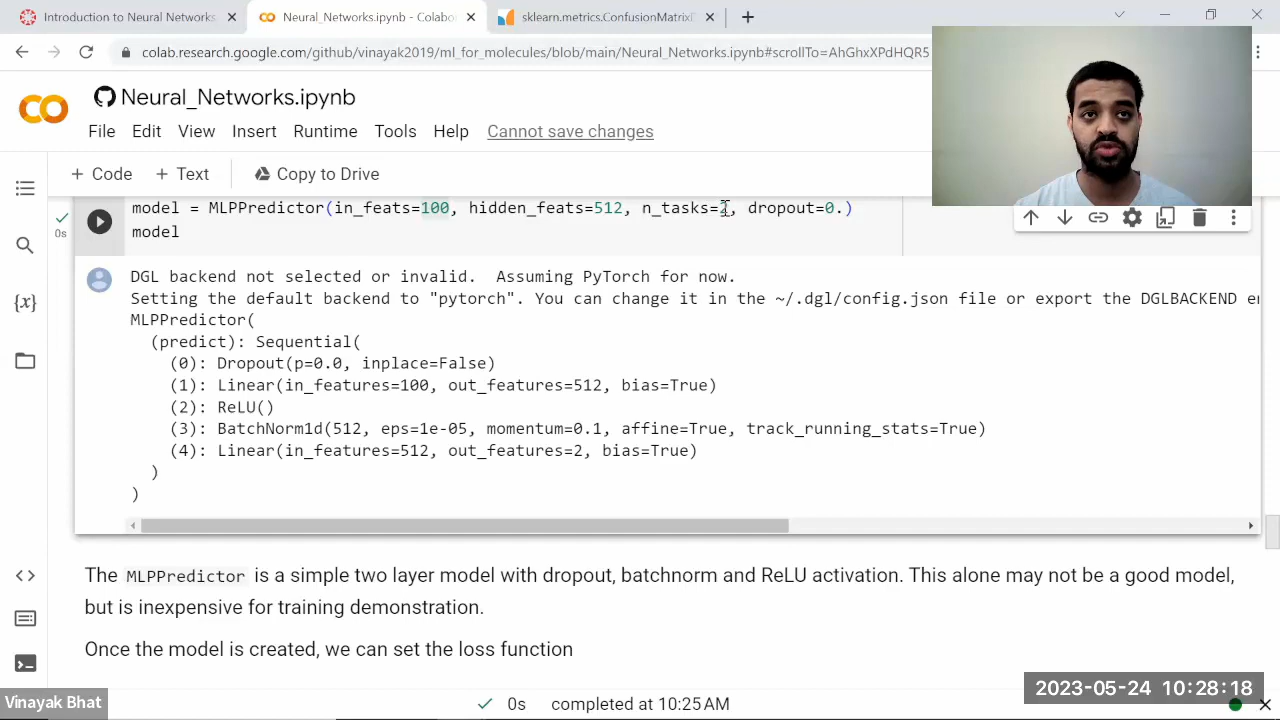 Introduction to Neural Networks
Neural_Networks.ipynb - Colabo
sklearn.metrics.ConfusionMatrixD
colab.research.google.com/github/vinayak2019/ml_for_molecules/blob/main/Neural_Networks.ipynb#scrollTo=AhGhxXPdHQR5
Neural_Networks.ipynb
File Edit View Insert Runtime Tools Help Cannot save changes
+ Code + Text Copy to Drive
model = MLPPredictor(in_feats=100, hidden_feats=512, n_tasks=2, dropout=0.)
model
0s
DGL backend not selected or invalid. Assuming PyTorch for now.
Setting the default backend to "pytorch". You can change it in the ~/.dgl/config.json file or export the DGLBACKEND en
MLPPredictor(
(predict): Sequential(
(0): Dropout(p=0.0, inplace=False)
(1): Linear(in_features=100, out_features=512, bias=True)
(2): ReLU()
(3): BatchNorm1d(512, eps=1e-05, momentum=0.1, affine=True, track_running_stats=True)
(4): Linear(in_features=512, out_features=2, bias=True)
)
)
The MLPPredictor is a simple two layer model with dropout, batchnorm and ReLU activation. This alone may not be a good model,
but is inexpensive for training demonstration.
Once the model is created, we can set the loss function
Vinayak Bhat
0s completed at 10:25 AM
2023-05-24 10:28:18